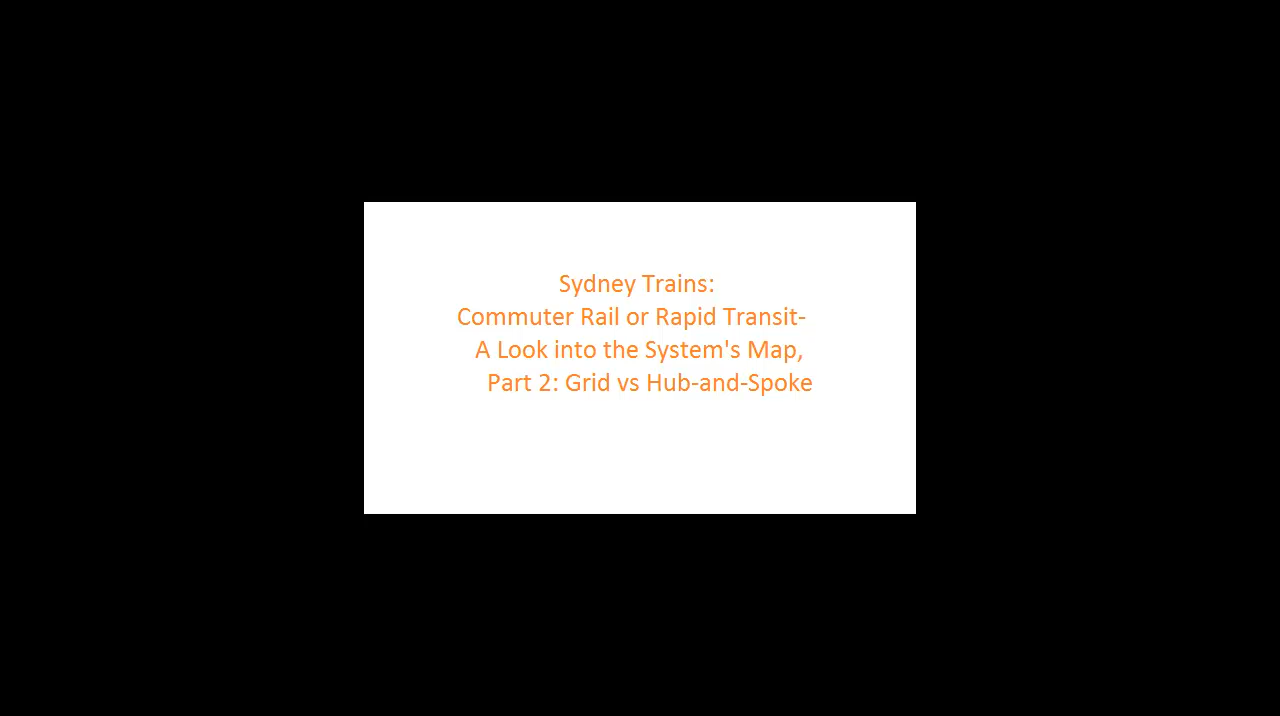 Sydney Trains:
Commuter Rail or Rapid Transit-
A Look into the System's Map,
Part 2: Grid vs Hub-and-Spoke